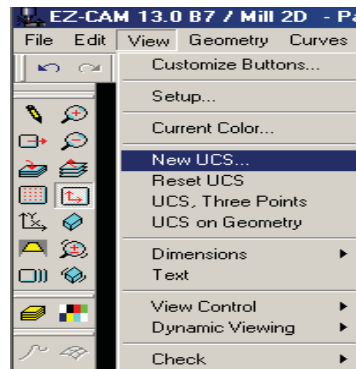 EZ-CAM 13.0 B7 / Mill 2D - Pa
File Edit View Geometry Curves
Customize Buttons...
Setup...
Current Color...
New UCS...
Reset UCS
UCS, Three Points
UCS on Geometry
Dimensions
Text
View Control
Dynamic Viewing
Check